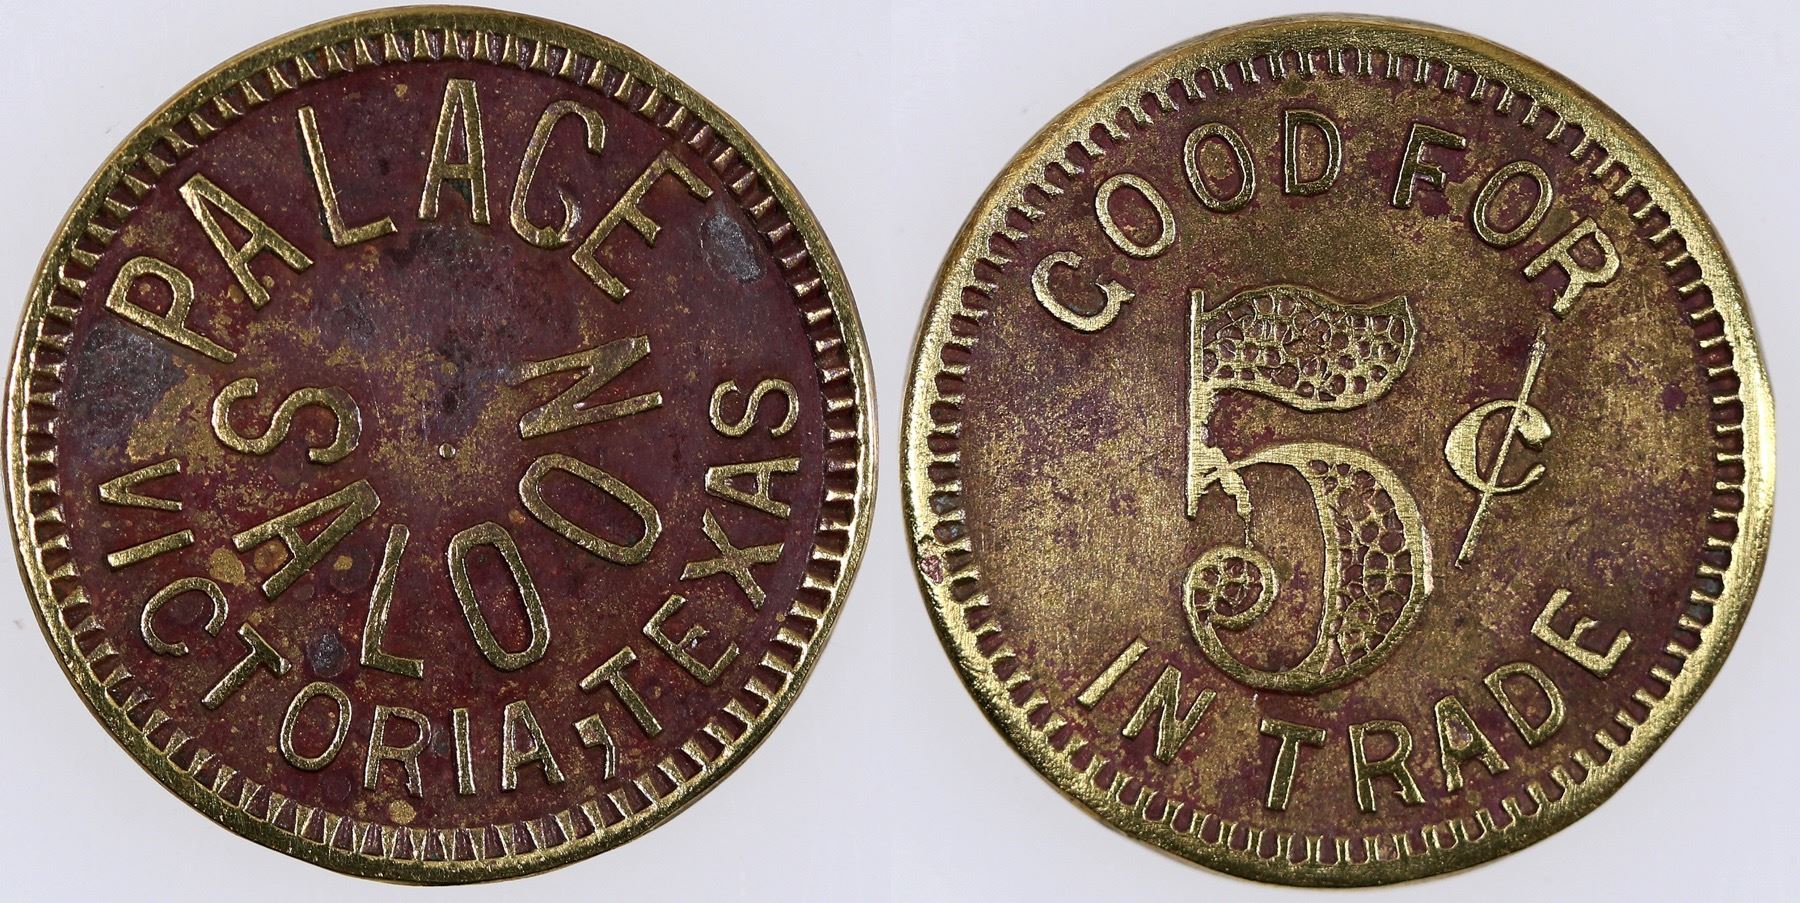 PALACE
SALOON
VICTORIA, TEXAS
GOOD FOR
5¢
IN TRADE